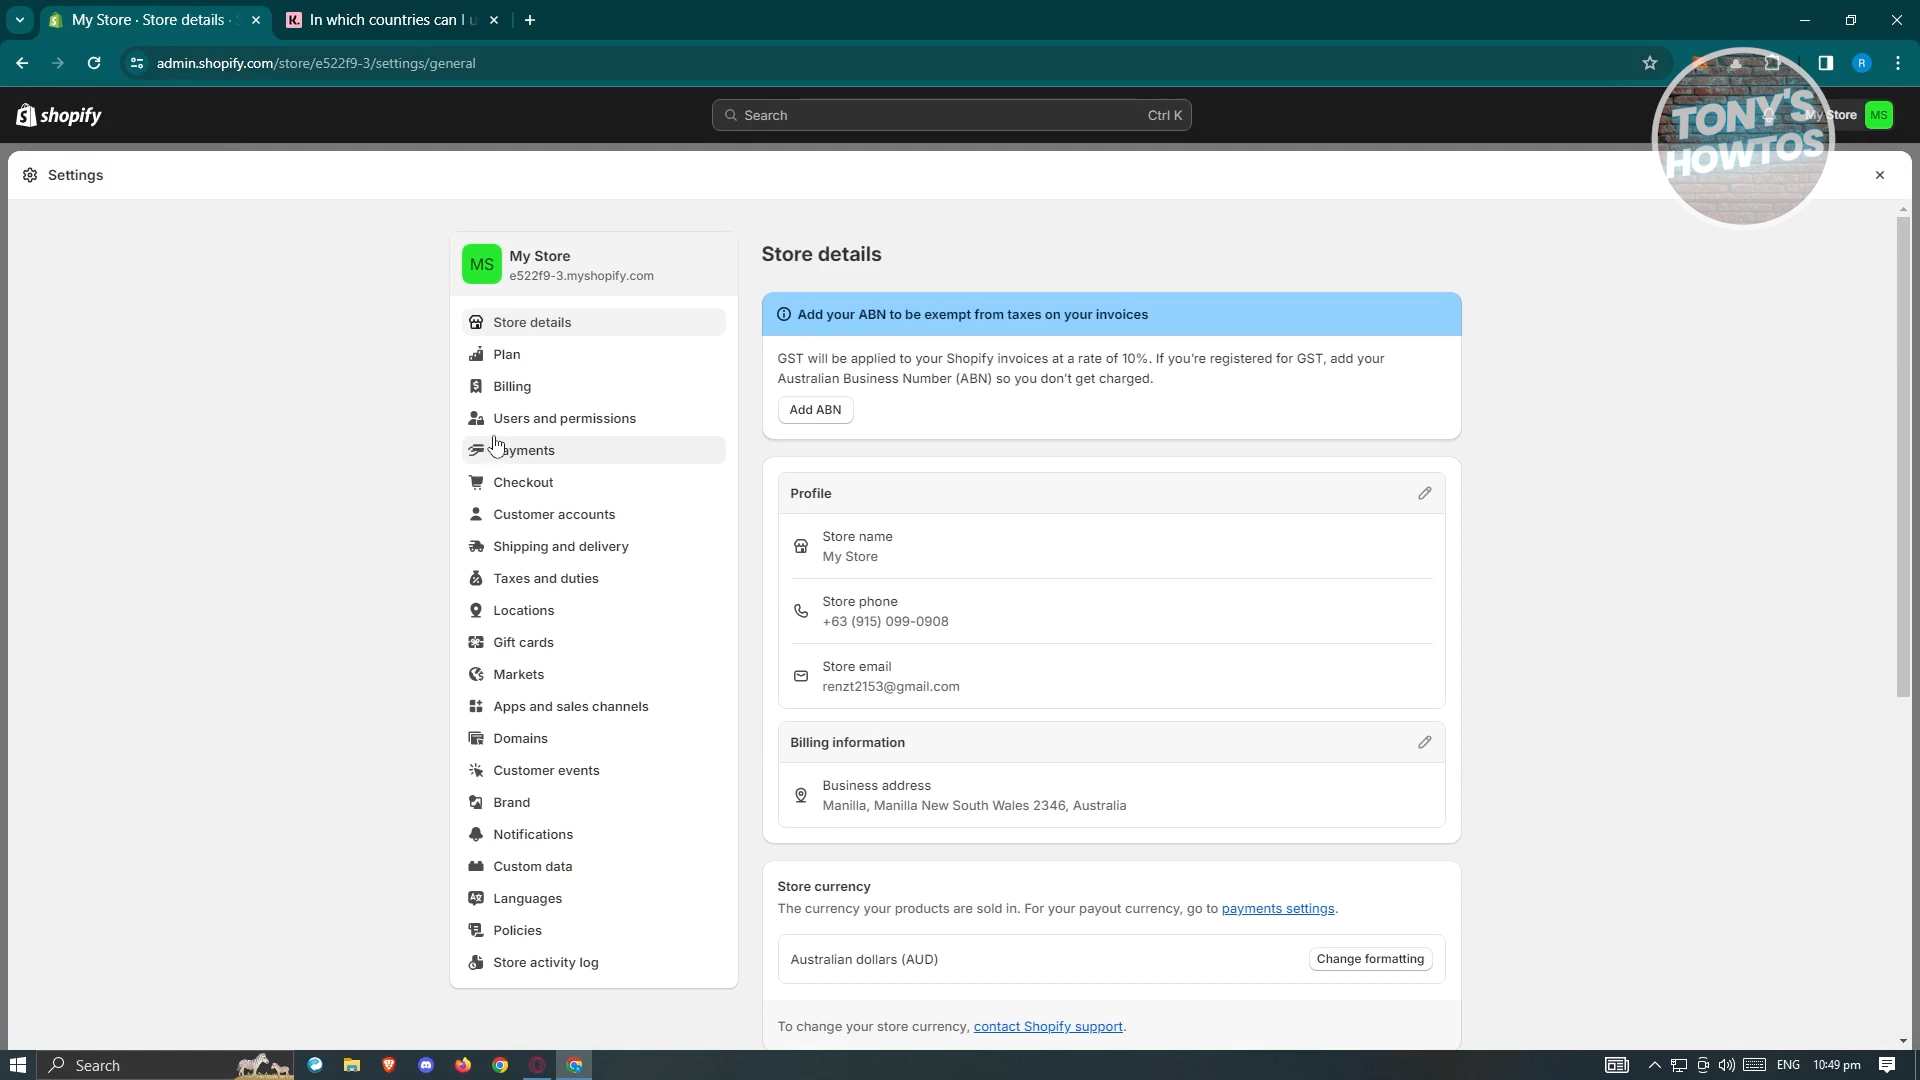 My Store · Store details ·
In which countries can I u
admin.shopify.com/store/e522f9-3/settings/general
R
shopify
Search
Ctrl K
My Store
MS
TONY'S
HOWTOS
Settings
MS
My Store
e522f9-3.myshopify.com
Store details
Plan
Billing
Users and permissions
Payments
Checkout
Customer accounts
Shipping and delivery
Taxes and duties
Locations
Gift cards
Markets
Apps and sales channels
Domains
Customer events
Brand
Notifications
Custom data
Languages
Policies
Store activity log
Store details
Add your ABN to be exempt from taxes on your invoices
GST will be applied to your Shopify invoices at a rate of 10%. If you're registered for GST, add your
Australian Business Number (ABN) so you don't get charged.
Add ABN
Profile
Store name
My Store
Store phone
+63 (915) 099-0908
Store email
renzt2153@gmail.com
Billing information
Business address
Manilla, Manilla New South Wales 2346, Australia
Store currency
The currency your products are sold in. For your payout currency, go to payments settings.
Australian dollars (AUD)
Change formatting
To change your store currency, contact Shopify support.
Search
ENG
10:49 pm